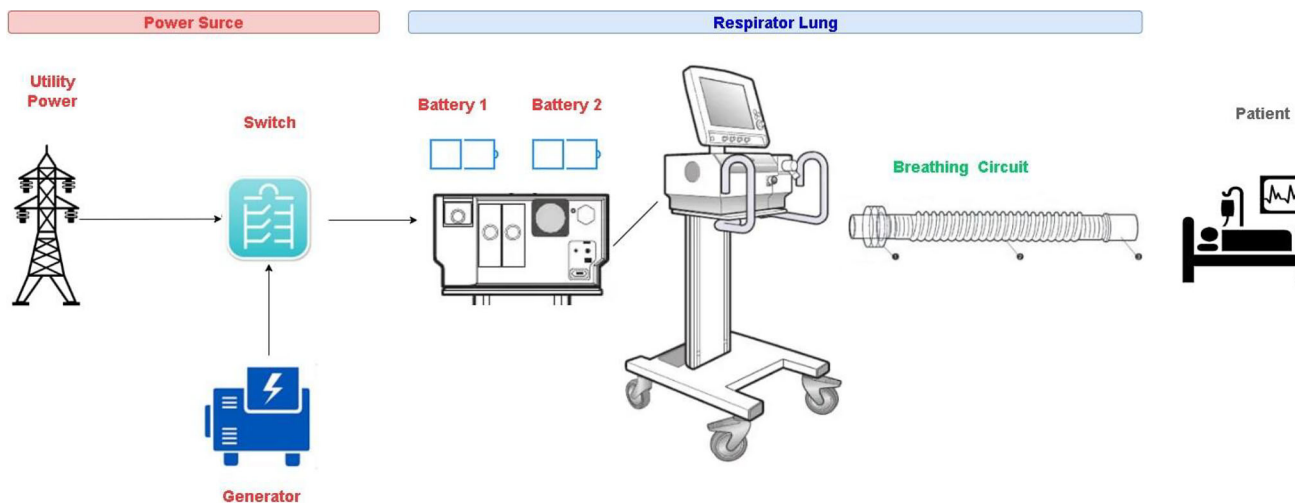 Power Surce
Respirator Lung
Utility
Power
Switch
Battery 1
Battery 2
Breathing Circuit
Patient
Generator